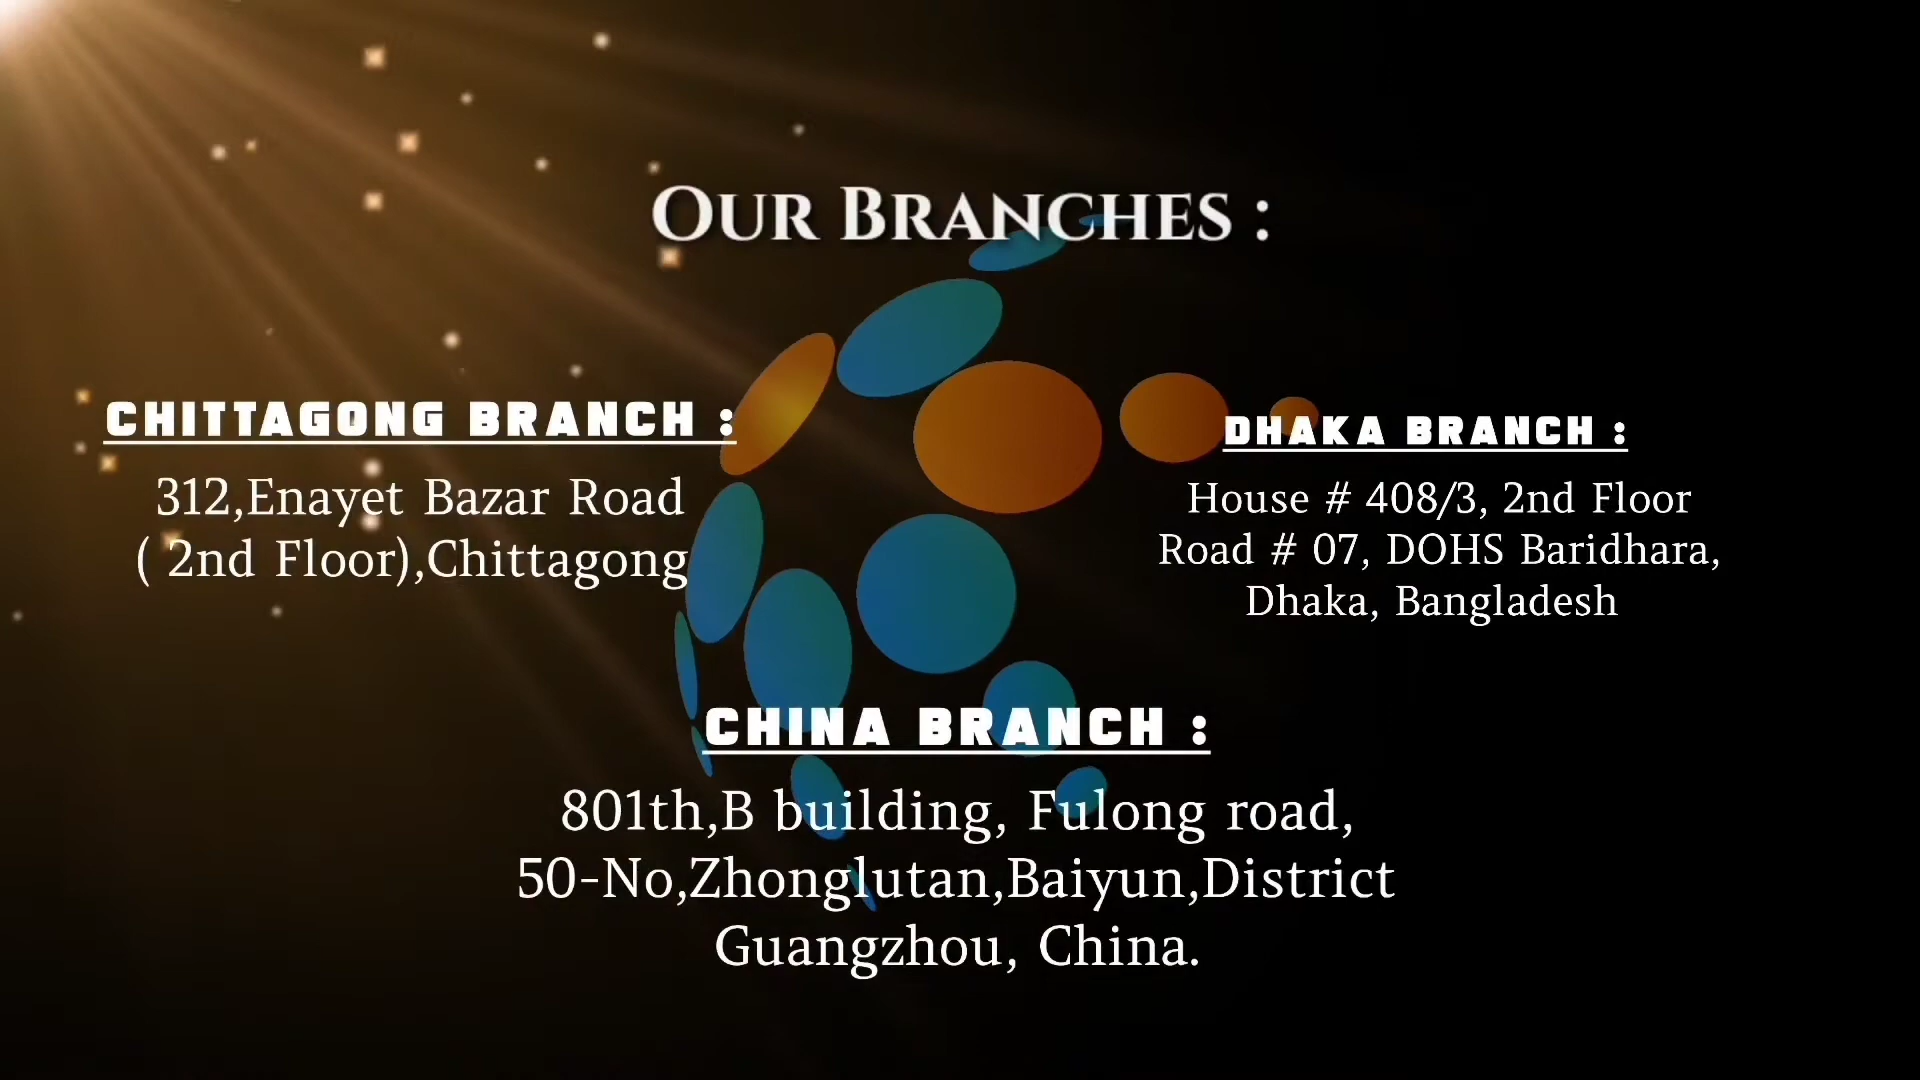 Our Branches :
CHITTAGONG BRANCH :
312,Enayet Bazar Road
( 2nd Floor),Chittagong
DHAKA BRANCH :
House # 408/3, 2nd Floor
Road # 07, DOHS Baridhara,
Dhaka, Bangladesh
CHINA BRANCH :
801th,B building, Fulong road,
50-No,Zhonglutan,Baiyun,District
Guangzhou, China.